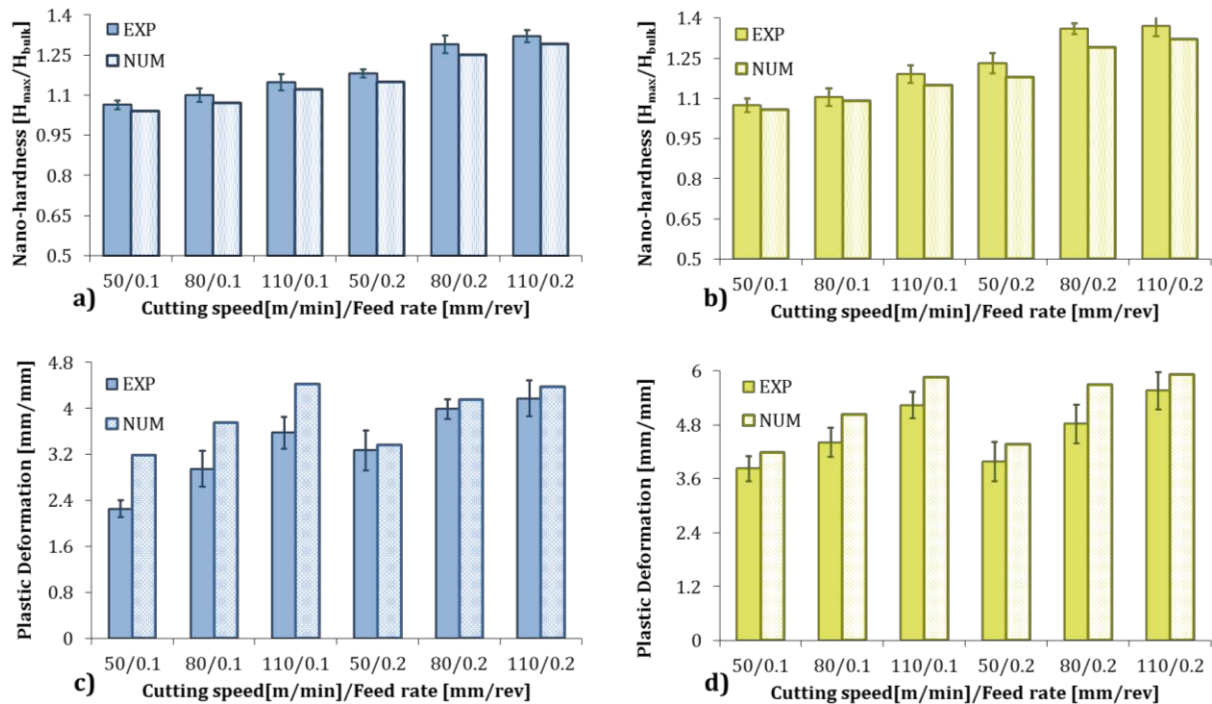 Nano-hardness [Hmax/Hbulk]
1.4
1.25
1.1
0.95
0.8
0.65
0.5
EXP
NUM
50/0.1 80/0.1 110/0.1 50/0.2 80/0.2 110/0.2
a) Cutting speed[m/min]/Feed rate [mm/rev]
Nano-hardness [Hmax/Hbulk]
1.4
1.25
1.1
0.95
0.8
0.65
0.5
EXP
NUM
50/0.1 80/0.1 110/0.1 50/0.2 80/0.2 110/0.2
b) Cutting speed[m/min]/Feed rate [mm/rev]
Plastic Deformation [mm/mm]
4.8
4
3.2
2.4
1.6
0.8
0
EXP
NUM
50/0.1 80/0.1 110/0.1 50/0.2 80/0.2 110/0.2
c) Cutting speed[m/min]/Feed rate [mm/rev]
Plastic Deformation [mm/mm]
6
4.8
3.6
2.4
1.2
0
EXP
NUM
50/0.1 80/0.1 110/0.1 50/0.2 80/0.2 110/0.2
d) Cutting speed[m/min]/Feed rate [mm/rev]